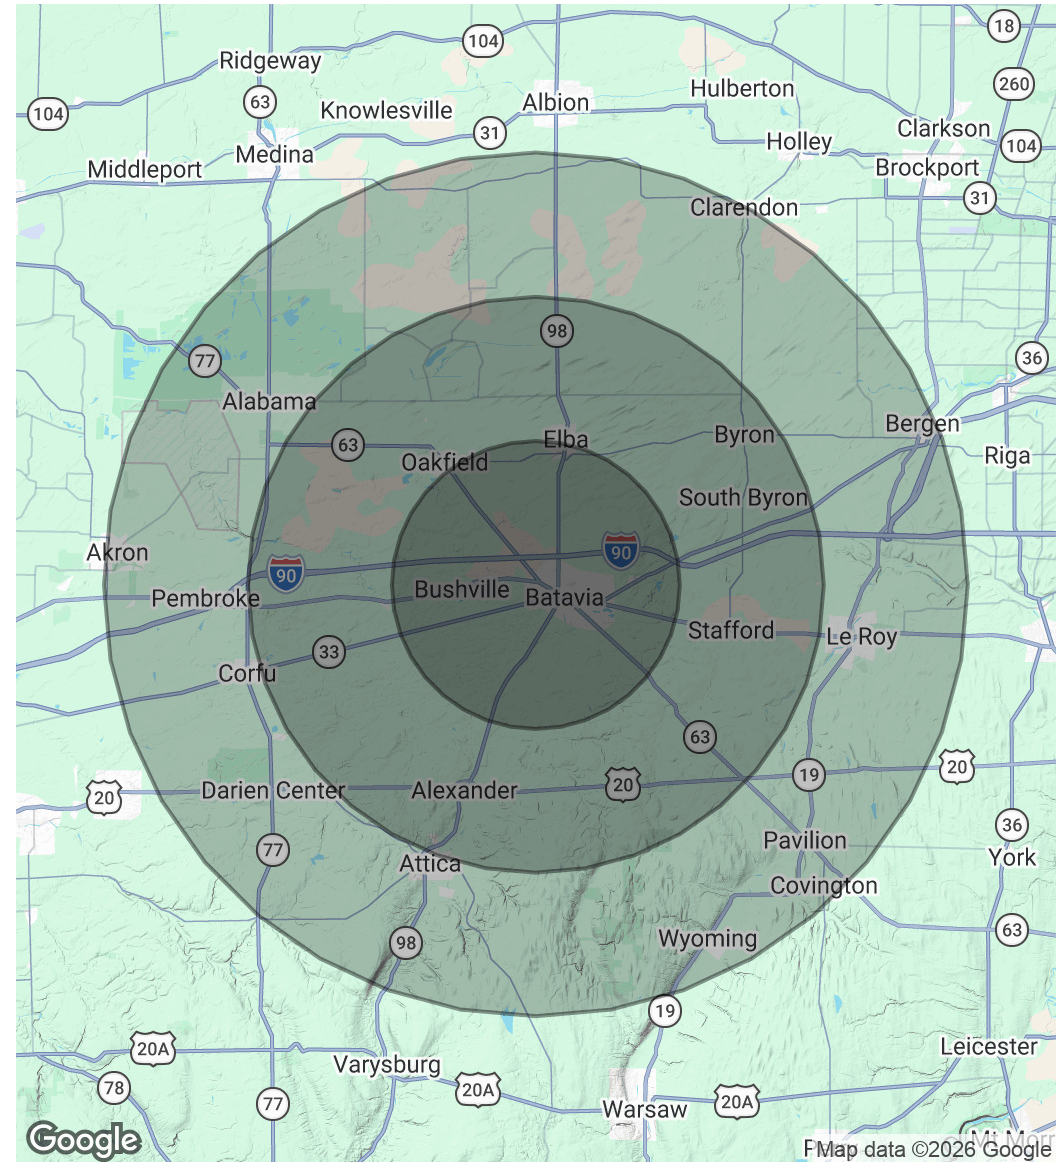 18
104
Ridgeway
260
Hulberton
63
Albion
Knowlesville
104
Clarkson
31
Holley
104
Medina
Brockport
Middleport
31
Clarendon
98
36
77
Alabama
Bergen
Byron
Elba
63
Riga
Oakfield
South Byron
Akron
90
90
Bushville
Batavia
Pembroke
Stafford
Le Roy
33
Corfu
63
20
19
20
Darien Center
Alexander
20
36
Pavilion
77
York
Attica
Covington
63
Wyoming
98
19
Leicester
20A
Varysburg
78
20A
77
20A
Warsaw
Google
Map data ©2026 Google